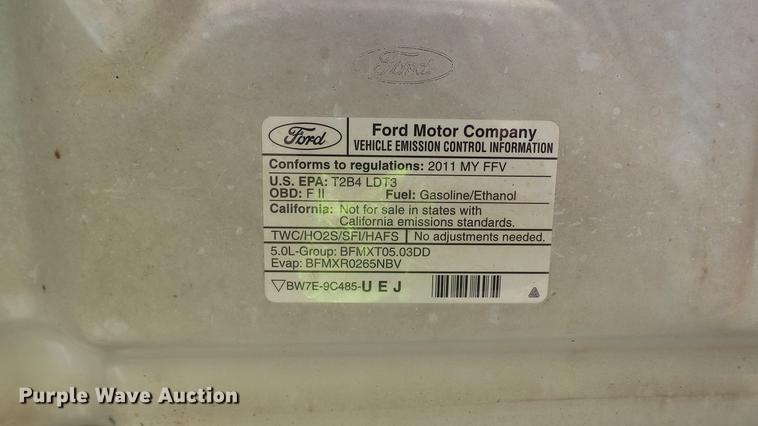 Ford
Ford Ford Motor Company
VEHICLE EMISSION CONTROL INFORMATION
Conforms to regulations: 2011 MY FFV
U.S. EPA: T2B4 LDT3
OBD: F II Fuel: Gasoline/Ethanol
California: Not for sale in states with
California emissions standards.
TWC/HO2S/SFI/HAFS No adjustments needed.
5.0L-Group: BFMXT05.03DD
Evap: BFMXR0265NBV
BW7E-9C485-UEJ
Purple Wave Auction